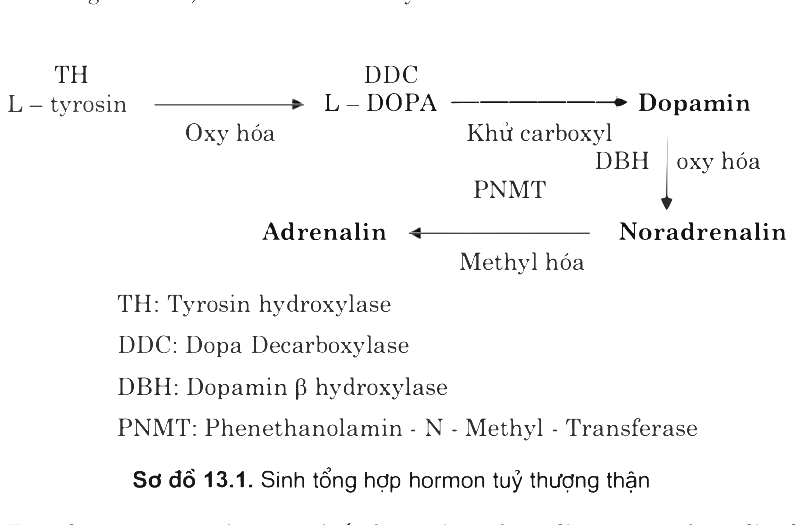 TH DDC
L – tyrosin L – DOPA Dopamin
Oxy hóa Khử carboxyl
DBH oxy hóa
PNMT
Adrenalin Noradrenalin
Methyl hóa
TH: Tyrosin hydroxylase
DDC: Dopa Decarboxylase
DBH: Dopamin β hydroxylase
PNMT: Phenethanolamin - N - Methyl - Transferase
Sơ đồ 13.1. Sinh tổng hợp hormon tuỷ thượng thận